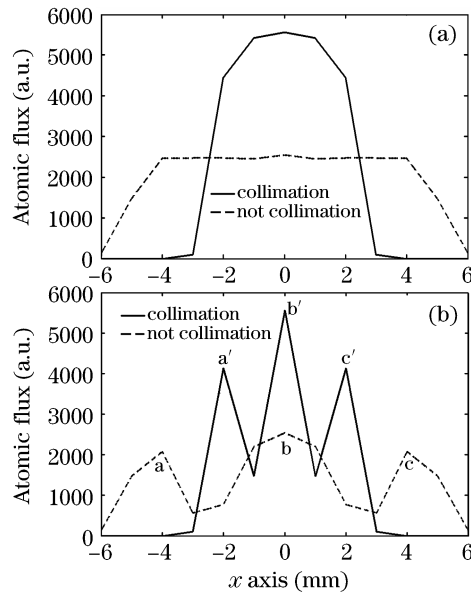 6000
(a)
5000
4000
3000
2000
1000
0
Atomic flux (a.u.)
collimation
not collimation
−6 −4 −2 0 2 4 6
6000
(b)
5000
4000
3000
2000
1000
0
Atomic flux (a.u.)
collimation
not collimation
b′
a′
c′
a
b
c
−6 −4 −2 0 2 4 6
x axis (mm)